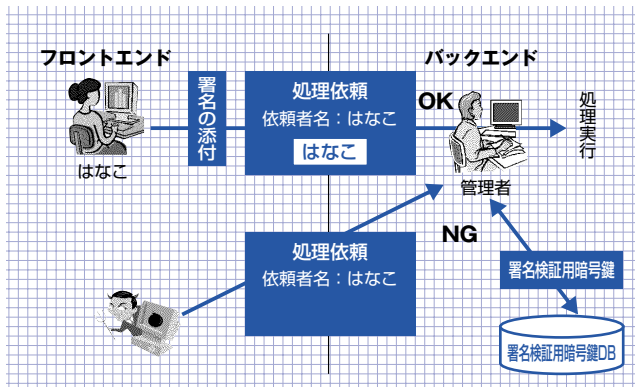 フロントエンド
バックエンド
署名の添付
処理依頼
依頼者名：はなこ
はなこ
はなこ
OK
管理者
処理実行
処理依頼
依頼者名：はなこ
NG
署名検証用暗号鍵
署名検証用暗号鍵DB